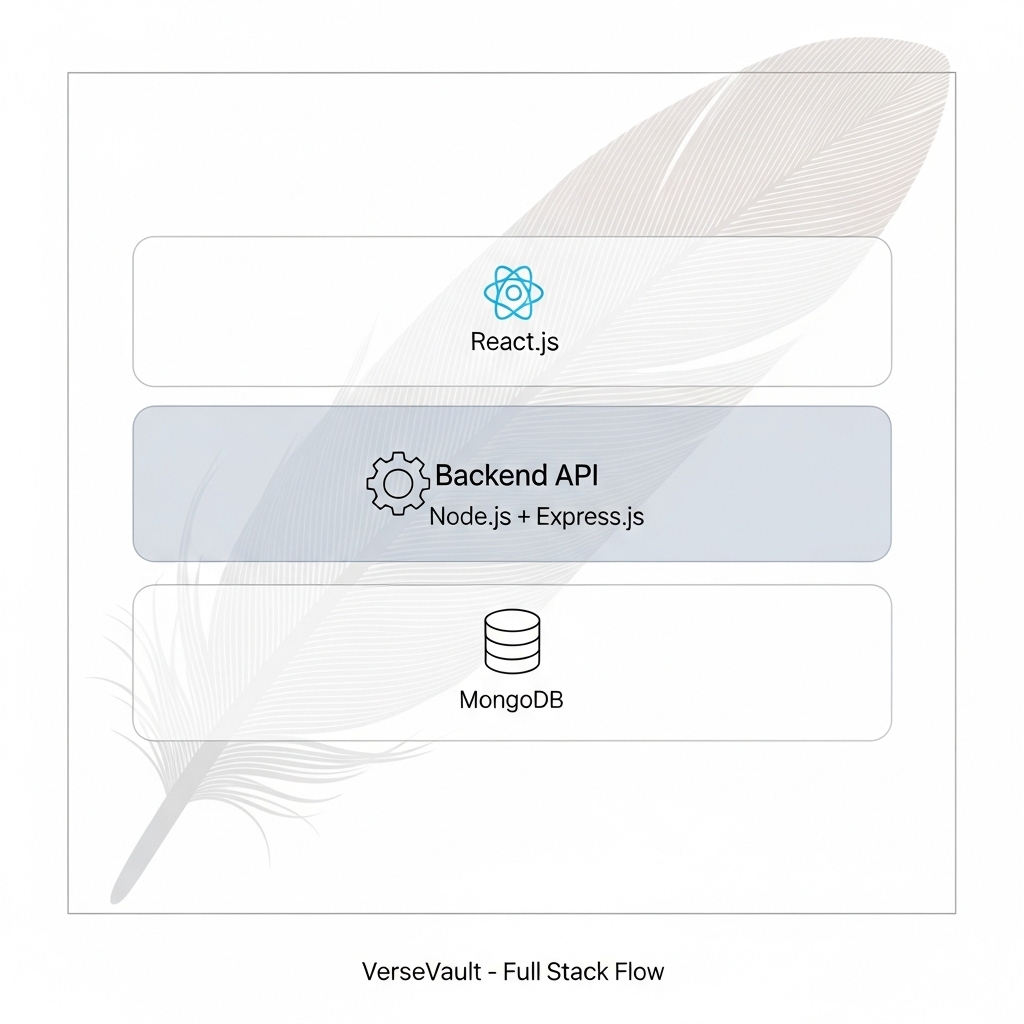 React.js
Backend API
Node.js + Express.js
MongoDB
VerseVault - Full Stack Flow